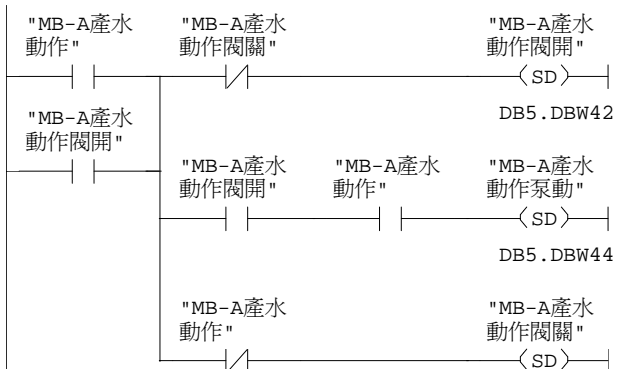 "MB-A產水
動作"
"MB-A產水
動作閥關"
"MB-A產水
動作閥開"
SD
DB5.DBW42
"MB-A產水
動作閥開"
"MB-A產水
動作閥開"
"MB-A產水
動作"
"MB-A產水
動作泵動"
SD
DB5.DBW44
"MB-A產水
動作"
"MB-A產水
動作閥關"
SD